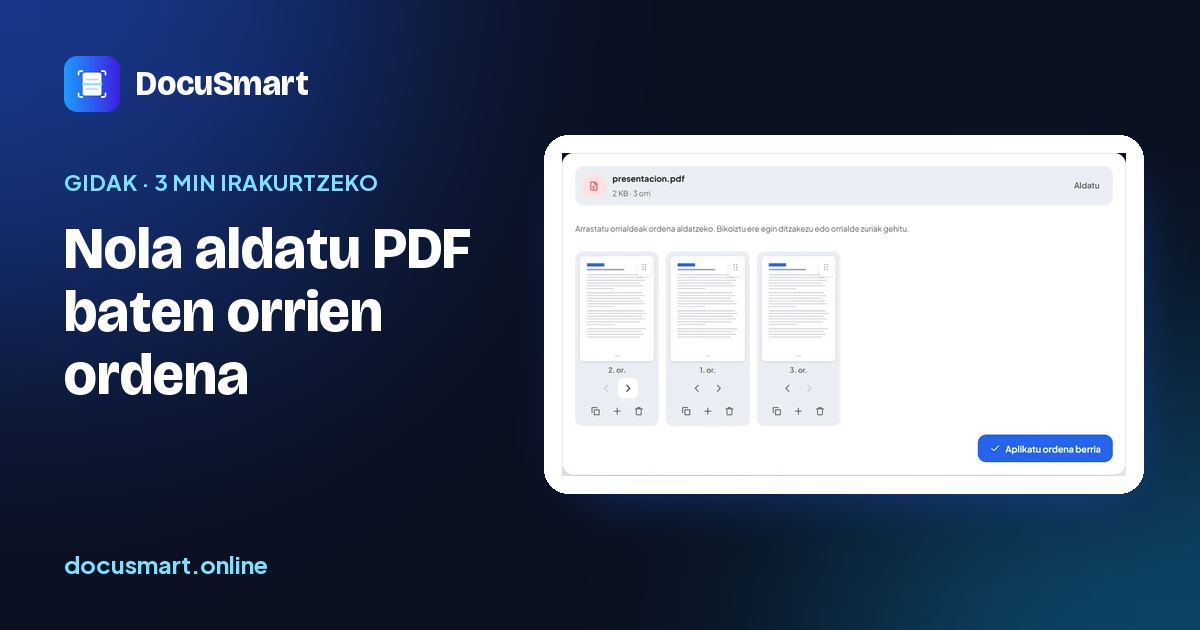 DocuSmart
GIDAK · 3 MIN IRAKURTZEKO
Nola aldatu PDF
baten orrien
ordena
docusmart.online
presentacion.pdf
2 KB · 3 orri
Aldatu
Arrastatu orrialdeak ordena aldatzeko. Bikoiztu ere egin ditzakezu edo orrialde zuriak gehitu.
2. or.
1. or.
3. or.
Aplikatu ordena berria